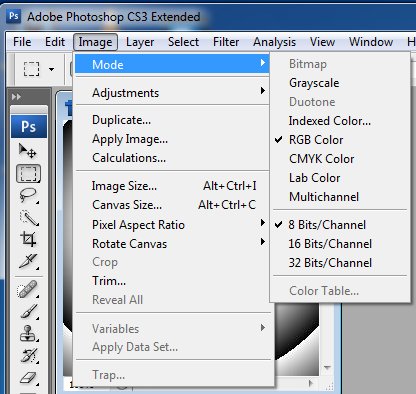 Ps Adobe Photoshop CS3 Extended
File Edit Image Layer Select Filter Analysis View Window
Mode
Adjustments
Duplicate...
Apply Image...
Calculations...
Image Size... Alt+Ctrl+I
Canvas Size... Alt+Ctrl+C
Pixel Aspect Ratio
Rotate Canvas
Crop
Trim...
Reveal All
Variables
Apply Data Set...
Trap...
Bitmap
Grayscale
Duotone
Indexed Color...
RGB Color
CMYK Color
Lab Color
Multichannel
8 Bits/Channel
16 Bits/Channel
32 Bits/Channel
Color Table...
Ps